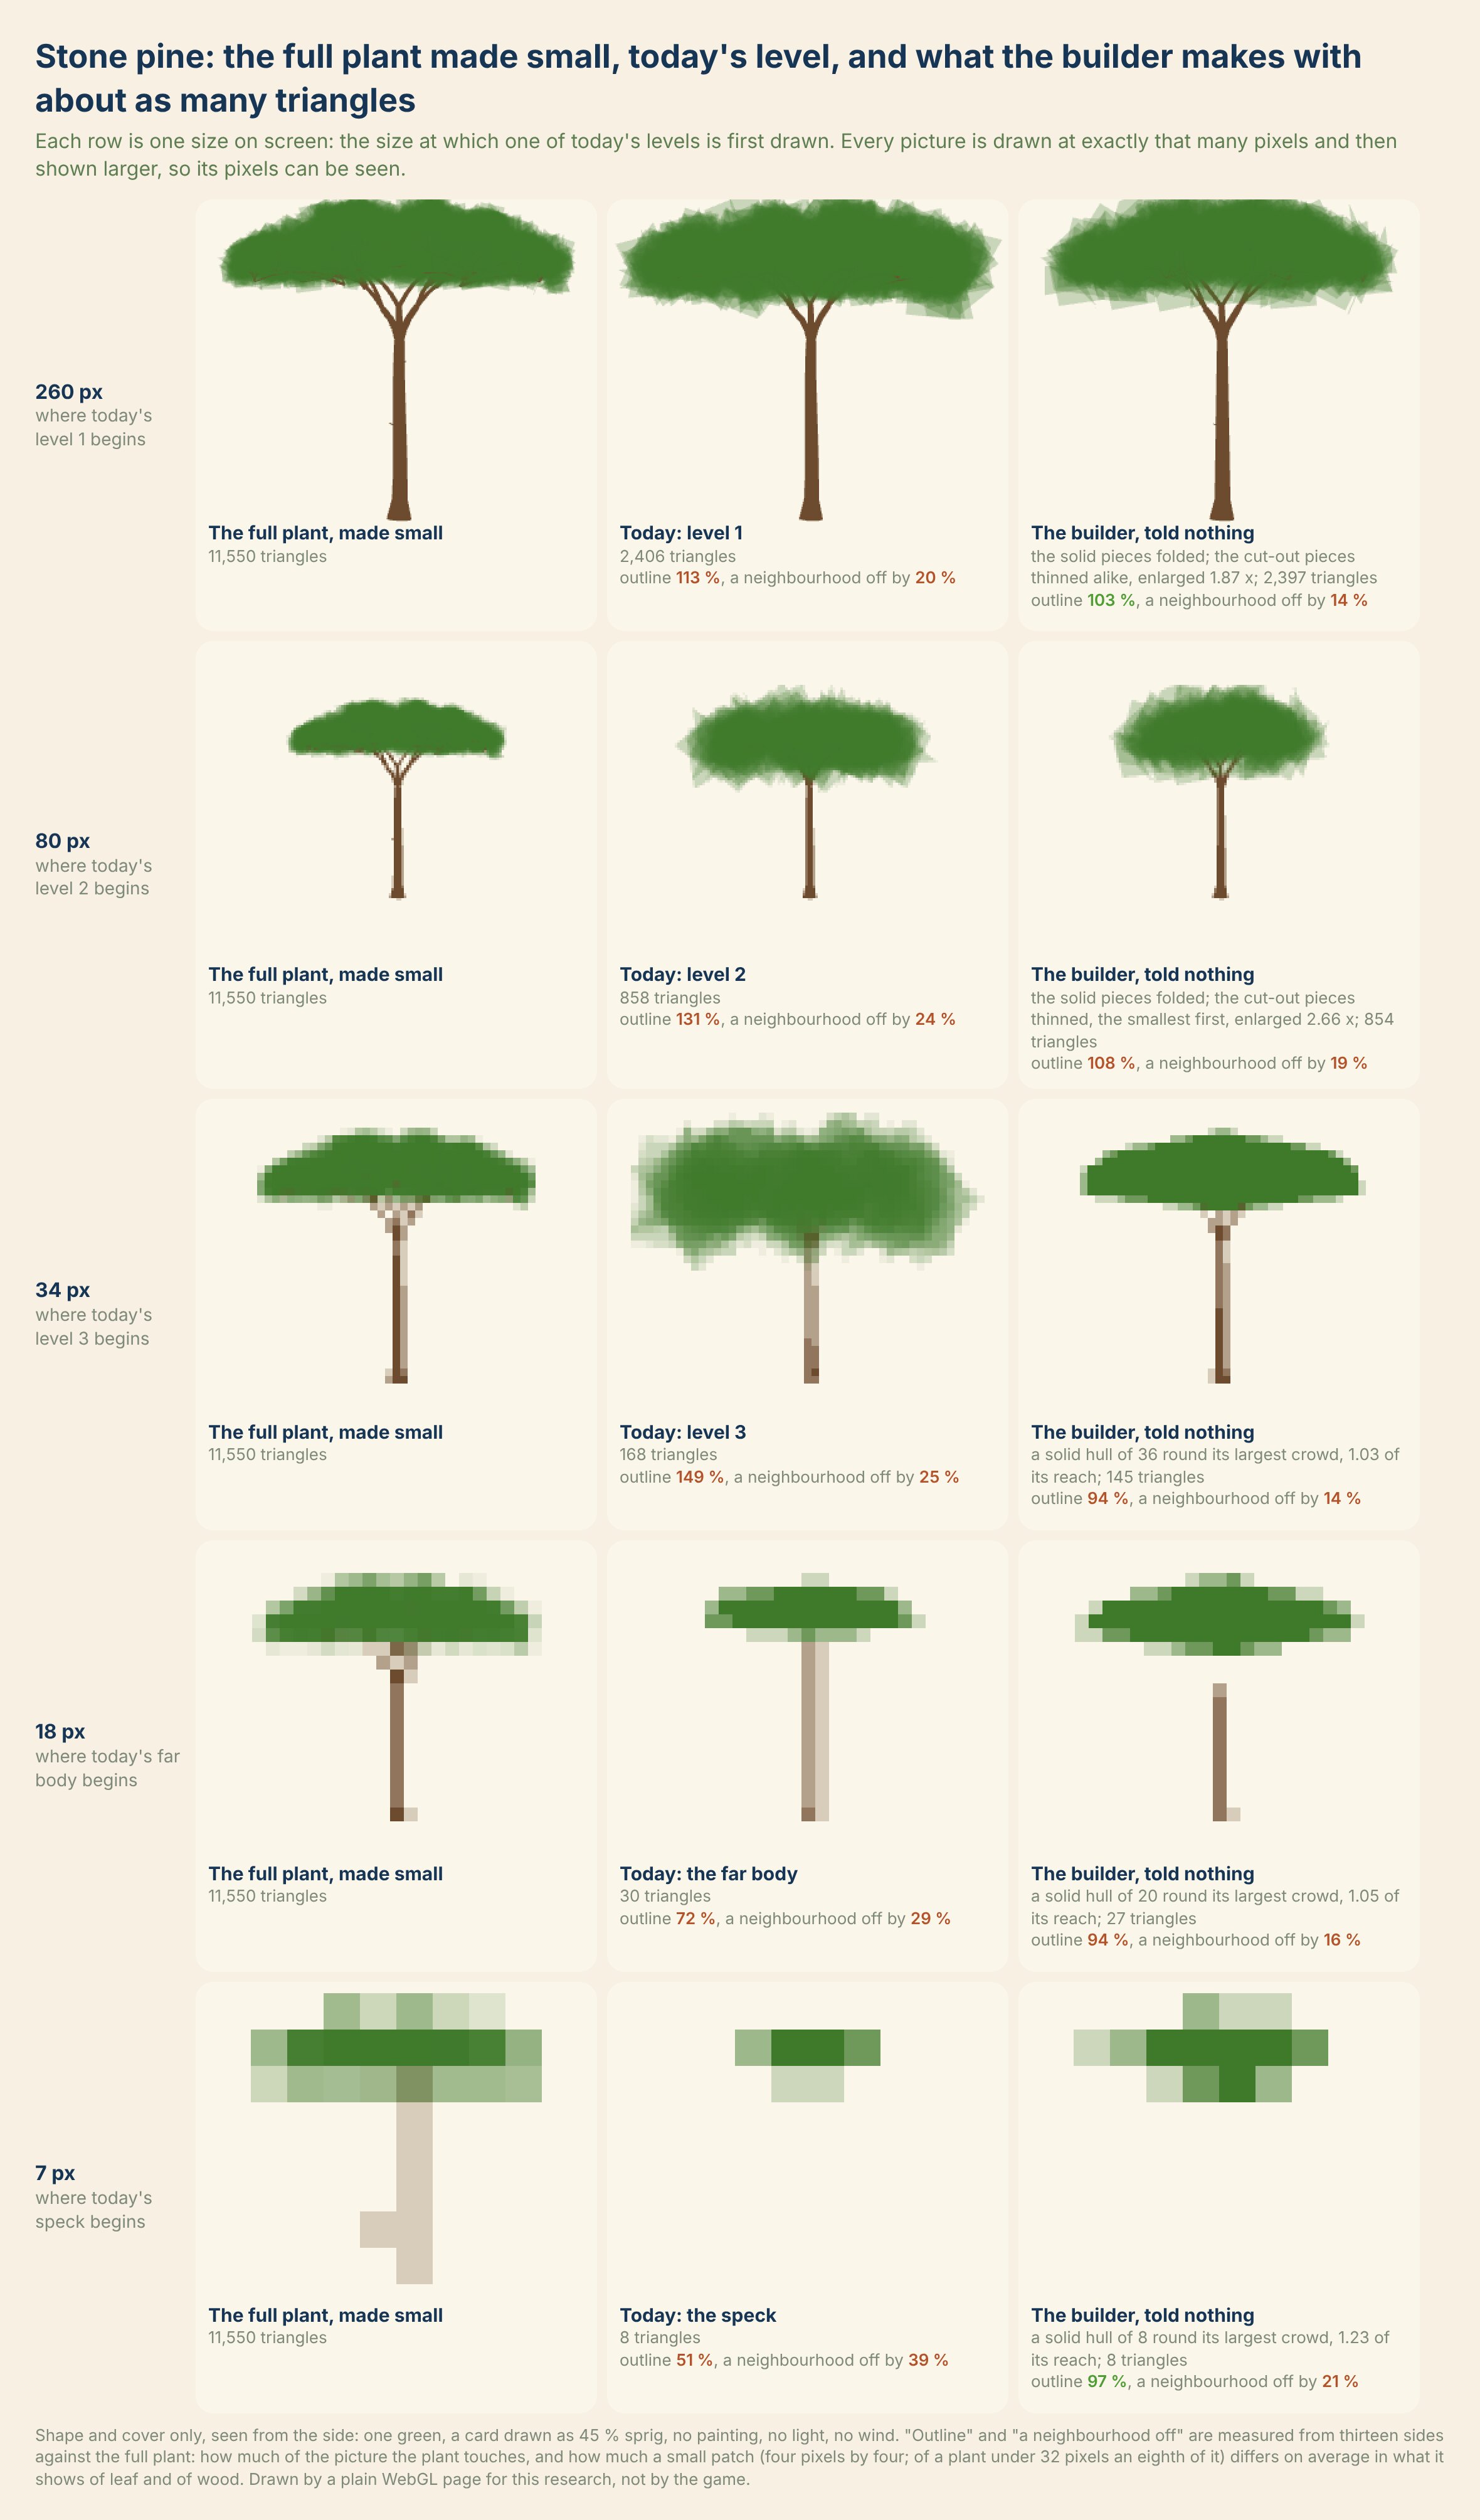 Stone pine: the full plant made small, today's level, and what the builder makes with
about as many triangles
Each row is one size on screen: the size at which one of today's levels is first drawn. Every picture is drawn at exactly that many pixels and then
shown larger, so its pixels can be seen.
260 px
where today's
level 1 begins
The full plant, made small
11,550 triangles
Today: level 1
2,406 triangles
outline 113 %, a neighbourhood off by 20 %
The builder, told nothing
the solid pieces folded; the cut-out pieces
thinned alike, enlarged 1.87 x; 2,397 triangles
outline 103 %, a neighbourhood off by 14 %
80 px
where today's
level 2 begins
The full plant, made small
11,550 triangles
Today: level 2
858 triangles
outline 131 %, a neighbourhood off by 24 %
The builder, told nothing
the solid pieces folded; the cut-out pieces
thinned, the smallest first, enlarged 2.66 x; 854
triangles
outline 108 %, a neighbourhood off by 19 %
34 px
where today's
level 3 begins
The full plant, made small
11,550 triangles
Today: level 3
168 triangles
outline 149 %, a neighbourhood off by 25 %
The builder, told nothing
a solid hull of 36 round its largest crowd, 1.03 of
its reach; 145 triangles
outline 94 %, a neighbourhood off by 14 %
18 px
where today's far
body begins
The full plant, made small
11,550 triangles
Today: the far body
30 triangles
outline 72 %, a neighbourhood off by 29 %
The builder, told nothing
a solid hull of 20 round its largest crowd, 1.05 of
its reach; 27 triangles
outline 94 %, a neighbourhood off by 16 %
7 px
where today's
speck begins
The full plant, made small
11,550 triangles
Today: the speck
8 triangles
outline 51 %, a neighbourhood off by 39 %
The builder, told nothing
a solid hull of 8 round its largest crowd, 1.23 of
its reach; 8 triangles
outline 97 %, a neighbourhood off by 21 %
Shape and cover only, seen from the side: one green, a card drawn as 45 % sprig, no painting, no light, no wind. "Outline" and "a neighbourhood off" are measured from thirteen sides
against the full plant: how much of the picture the plant touches, and how much a small patch (four pixels by four; of a plant under 32 pixels an eighth of it) differs on average in what it
shows of leaf and of wood. Drawn by a plain WebGL page for this research, not by the game.